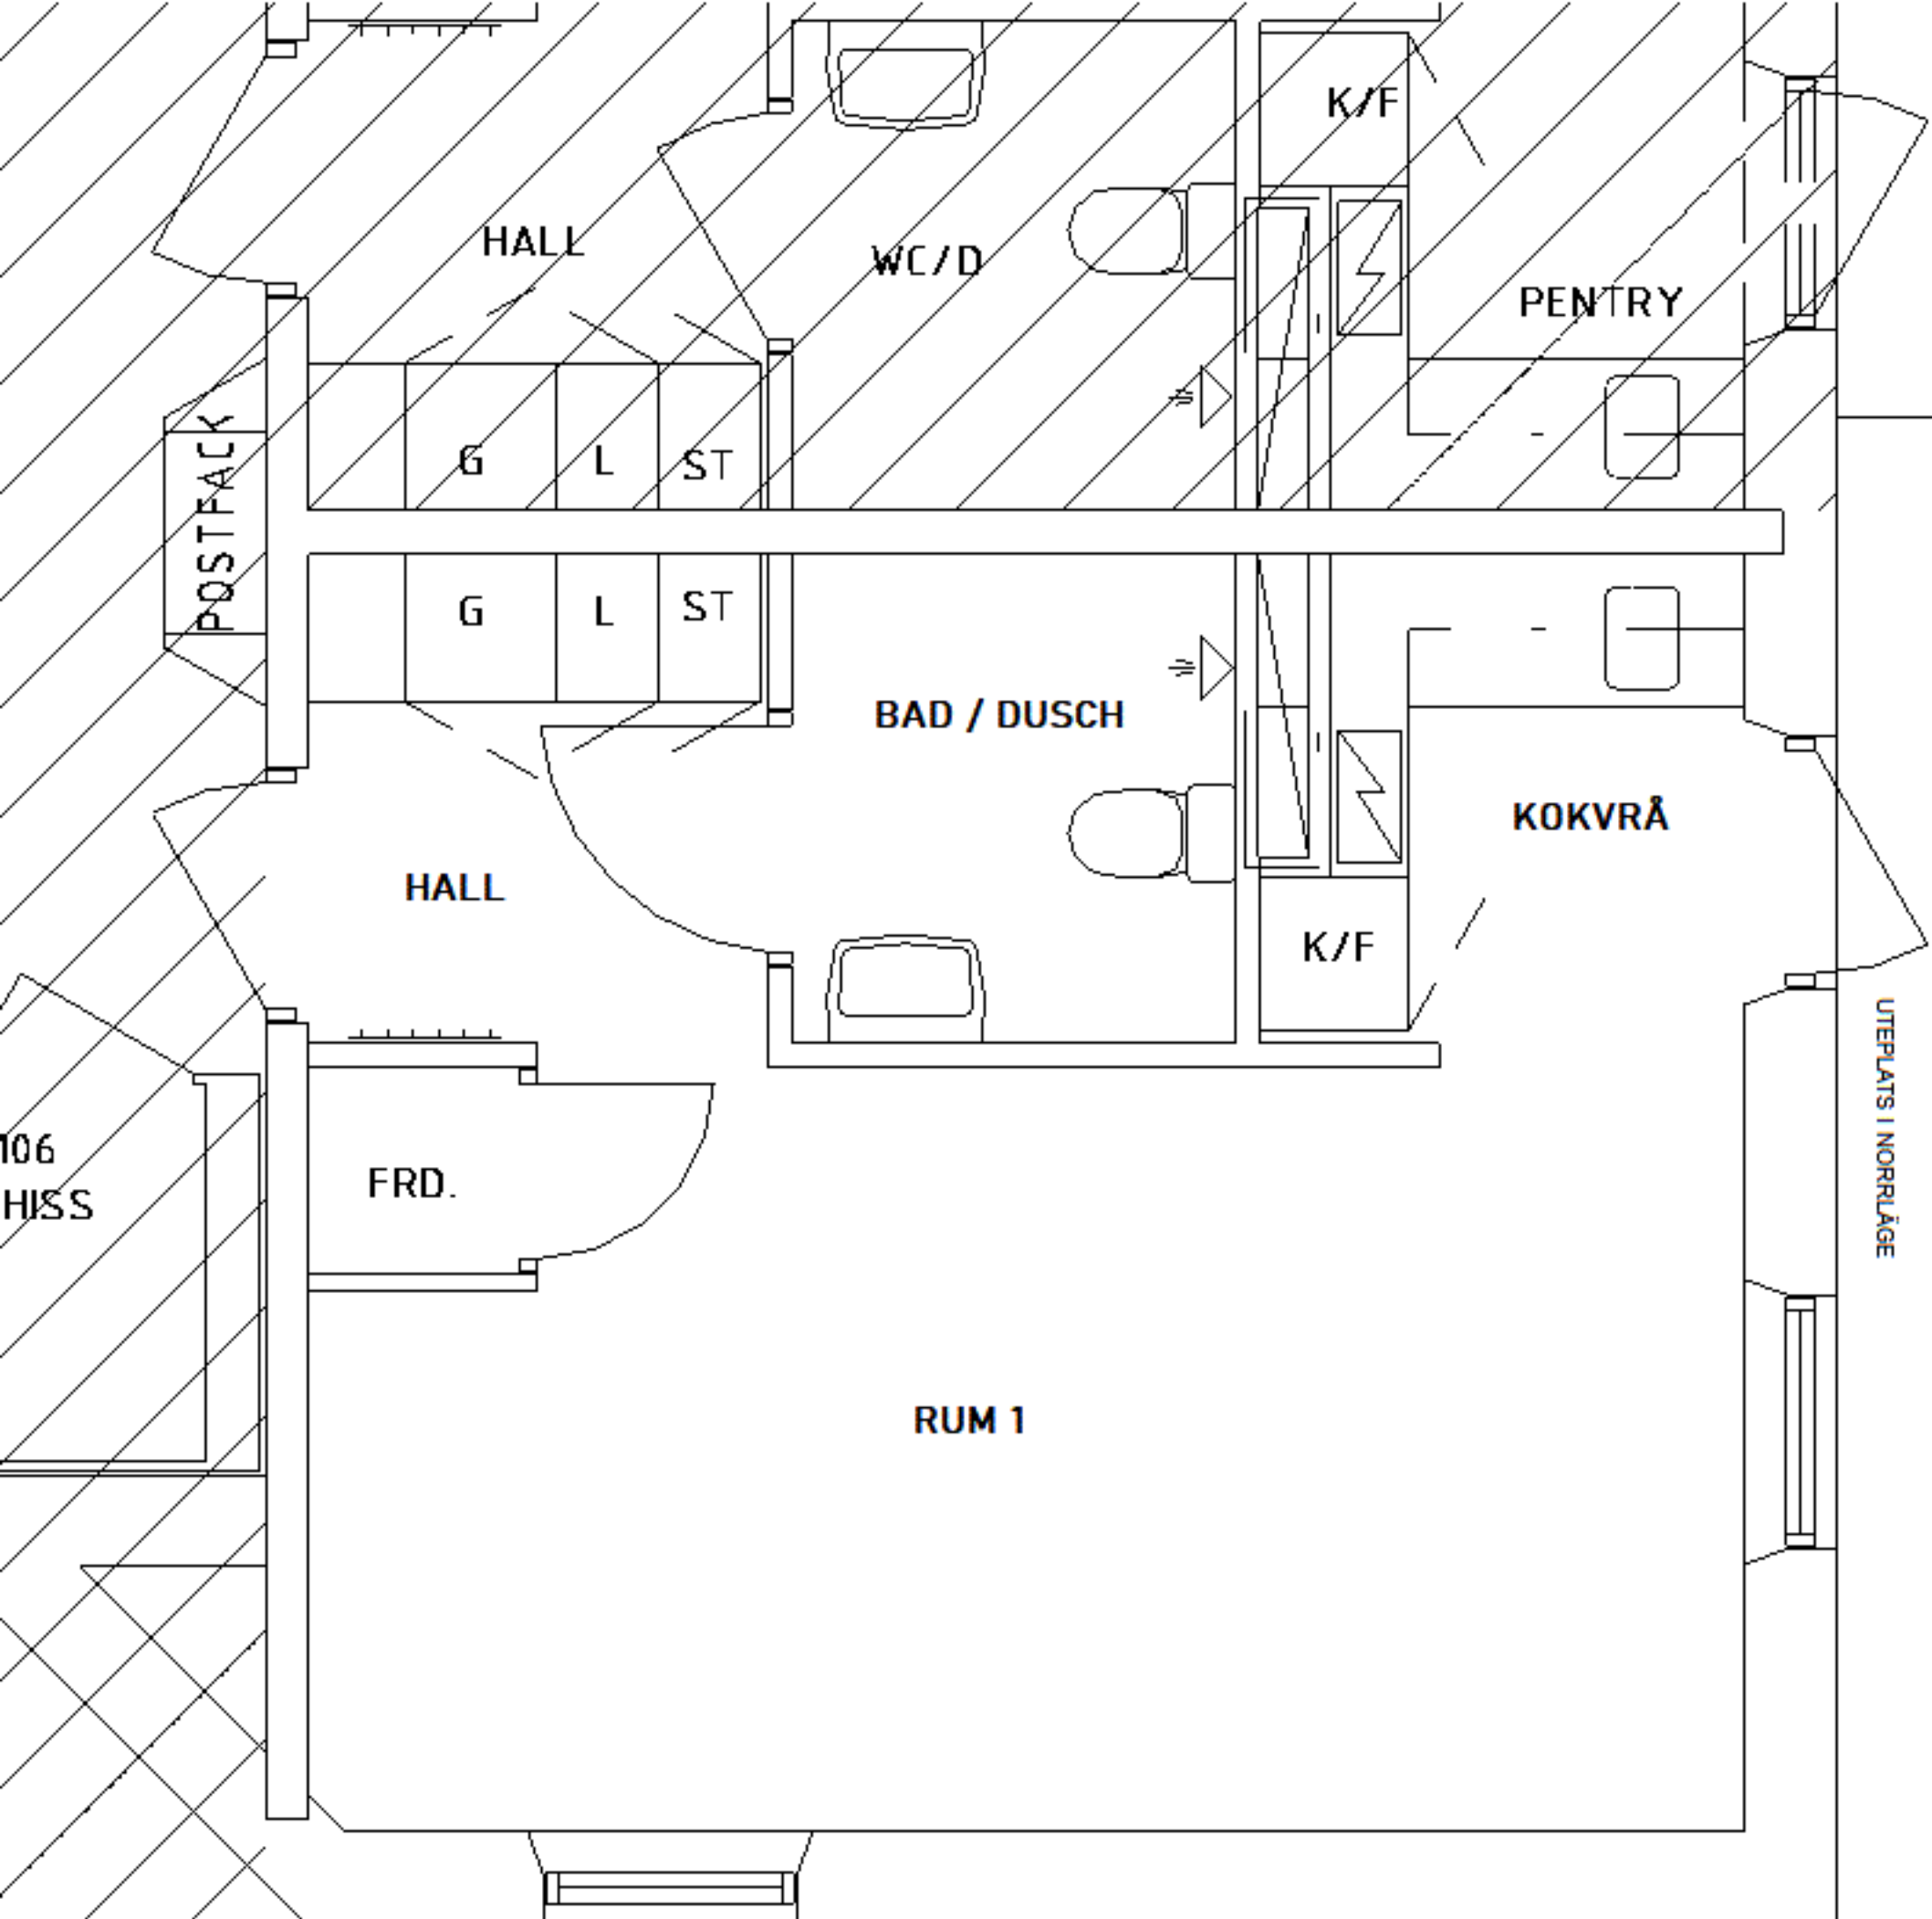 K/F
HALL
WC/D
PENTRY
G
L
ST
POSTFACK
G
L
ST
BAD / DUSCH
KOKVRÅ
HALL
K/F
UTEPLATS I NORRLÄGE
106
HISS
FRD.
RUM 1